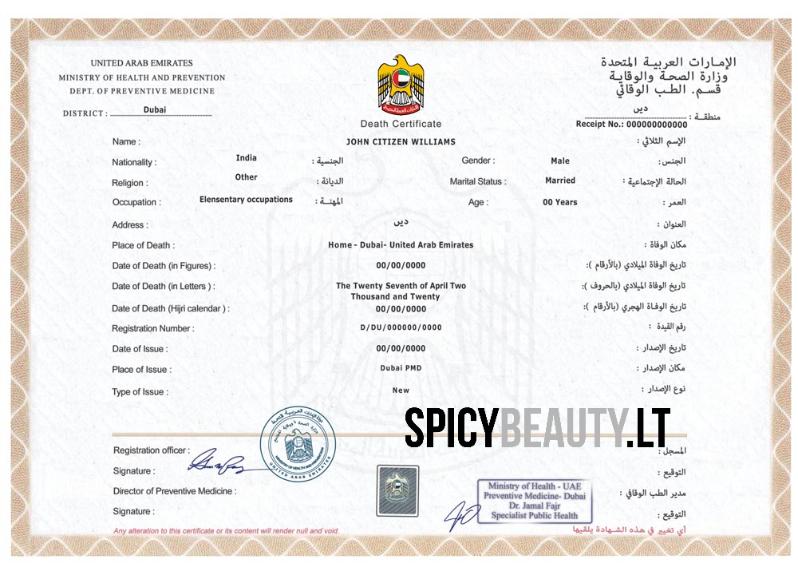 UNITED ARAB EMIRATES
MINISTRY OF HEALTH AND PREVENTION
DEPT. OF PREVENTIVE MEDICINE
DISTRICT : Dubai
الإمارات العربية المتحدة
وزارة الصحة والوقاية
قسم. الطب الوقائي
منطقة : ديي
Death Certificate
Receipt No.: 000000000000
Name : JOHN CITIZEN WILLIAMS الإسم الثلاثي :
Nationality : India الجنسية : Gender : Male الجنس:
Religion : Other الديانة : Marital Status : Married الحالة الإجتماعية :
Occupation : Elensentary occupations المهنة : Age : 00 Years العمر :
Address : ديي العنوان :
Place of Death : Home - Dubai- United Arab Emirates مكان الوفاة :
Date of Death (in Figures) : 00/00/0000 تاريخ الوفاة الميلادي (بالأرقام ):
Date of Death (in Letters ) : The Twenty Seventh of April Two تاريخ الوفاة الميلادي (بالحروف ):
Thousand and Twenty
Date of Death (Hijri calendar ) : 00/00/0000 تاريخ الوفاة الهجري (بالأرقام ):
Registration Number : D/DU/000000/0000 رقم القيدة :
Date of Issue : 00/00/0000 تاريخ الإصدار :
Place of Issue : Dubai PMD مكان الإصدار :
Type of Issue : New نوع الإصدار :
SPICYBEAUTY.LT
Registration officer : المسجل :
Signature : التوقيع :
Director of Preventive Medicine : مدير الطب الوقائي :
Signature : التوقيع :
UNITED ARAB EMIRATES
Ministry of Health - UAE
Preventive Medicine- Dubai
Dr. Jamal Fajr
Specialist Public Health
Any alteration to this certificate or its content will render null and void.
أي تغيير في هذه الشهادة يلغيها